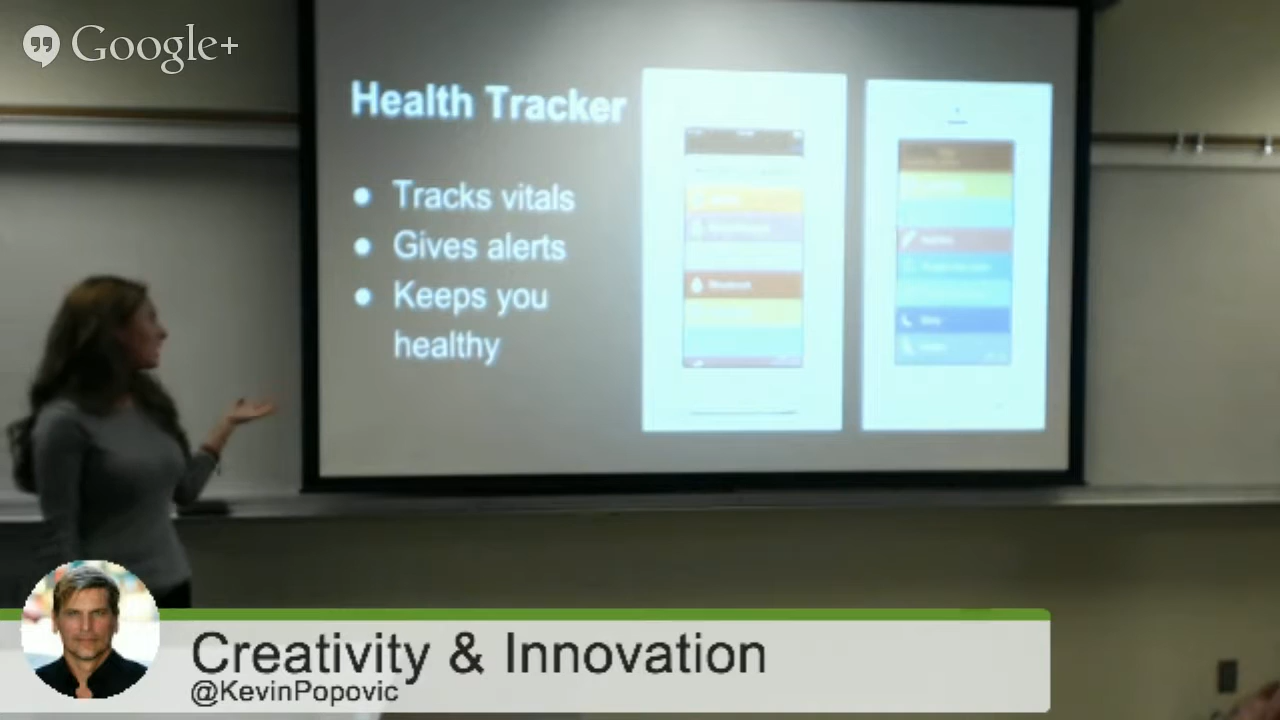 Google+
Health Tracker
● Tracks vitals
● Gives alerts
● Keeps you
healthy
Creativity & Innovation
@KevinPopovic